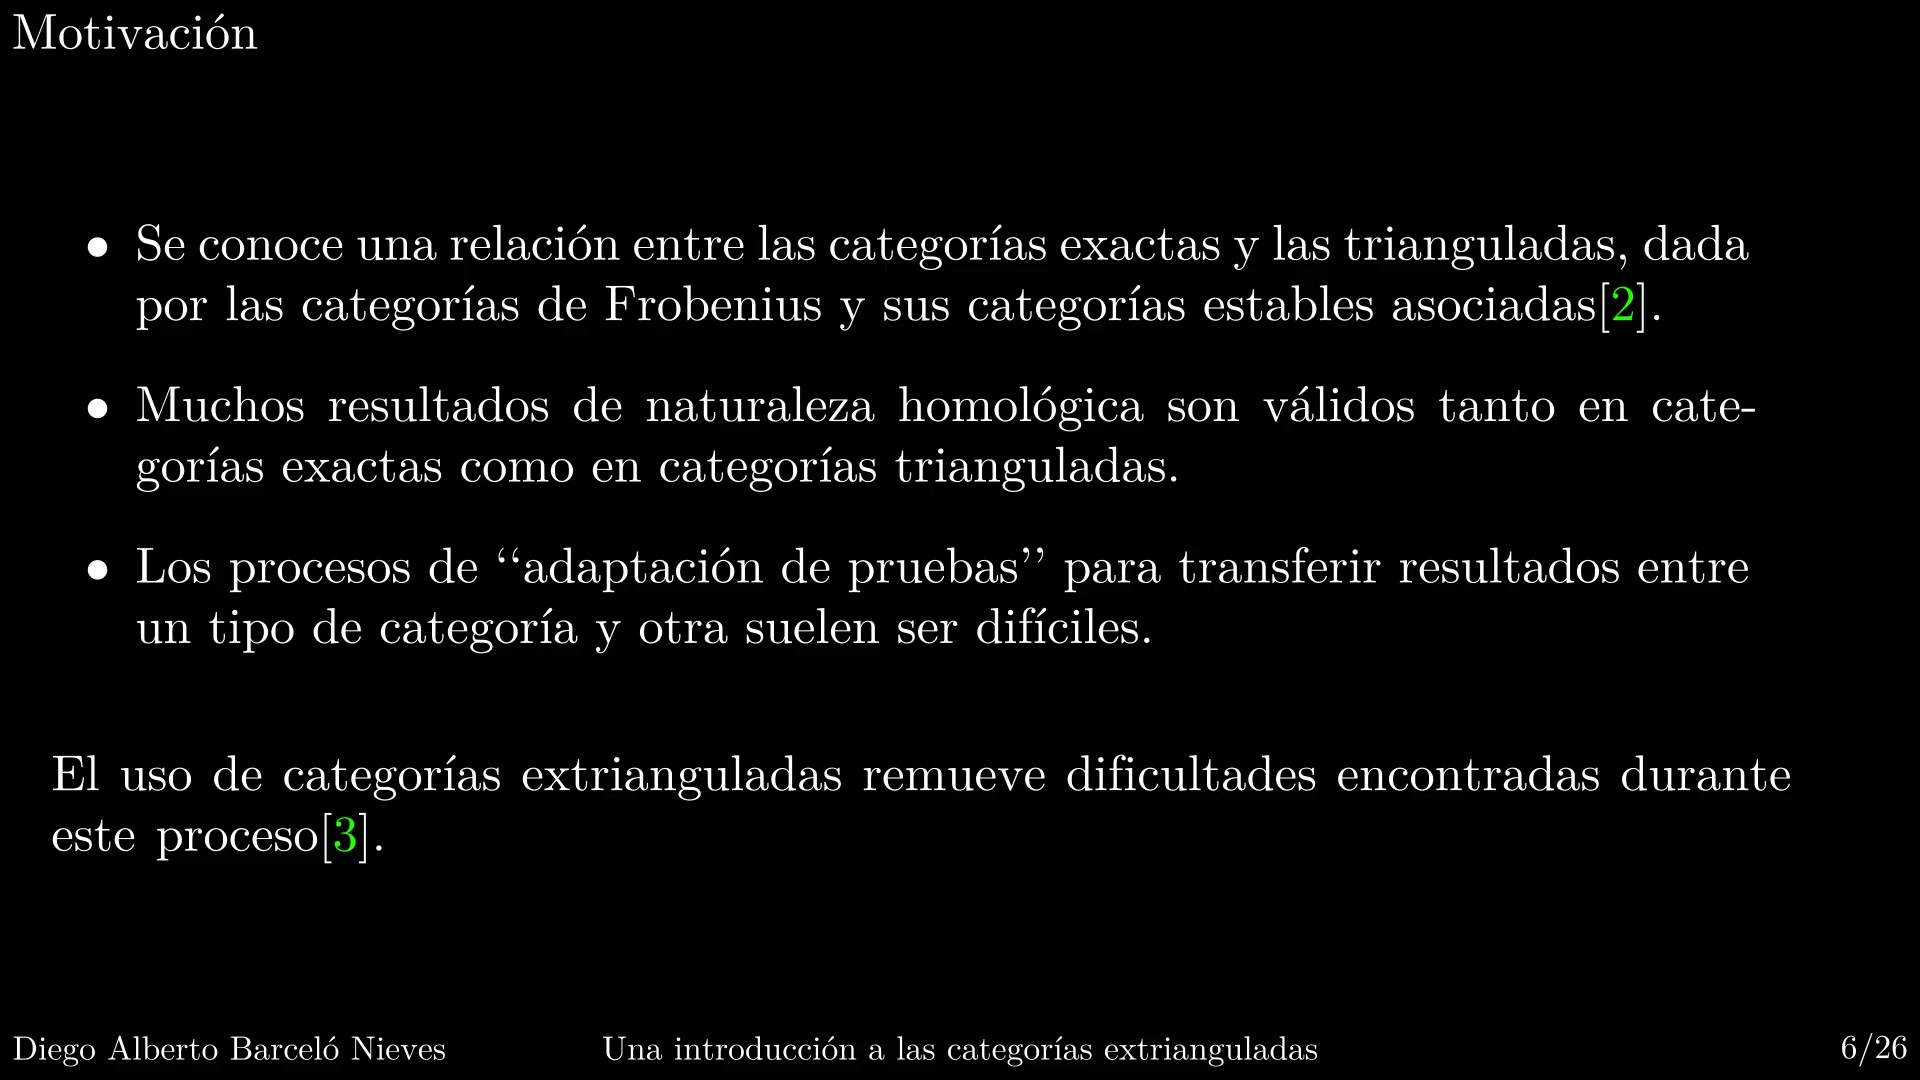 Motivación
• Se conoce una relación entre las categorías exactas y las trianguladas, dada
por las categorías de Frobenius y sus categorías estables asociadas[2].
• Muchos resultados de naturaleza homológica son válidos tanto en cate-
gorías exactas como en categorías trianguladas.
• Los procesos de “adaptación de pruebas” para transferir resultados entre
un tipo de categoría y otra suelen ser difíciles.
El uso de categorías extrianguladas remueve dificultades encontradas durante
este proceso[3].
Diego Alberto Barceló Nieves Una introducción a las categorías extrianguladas 6/26